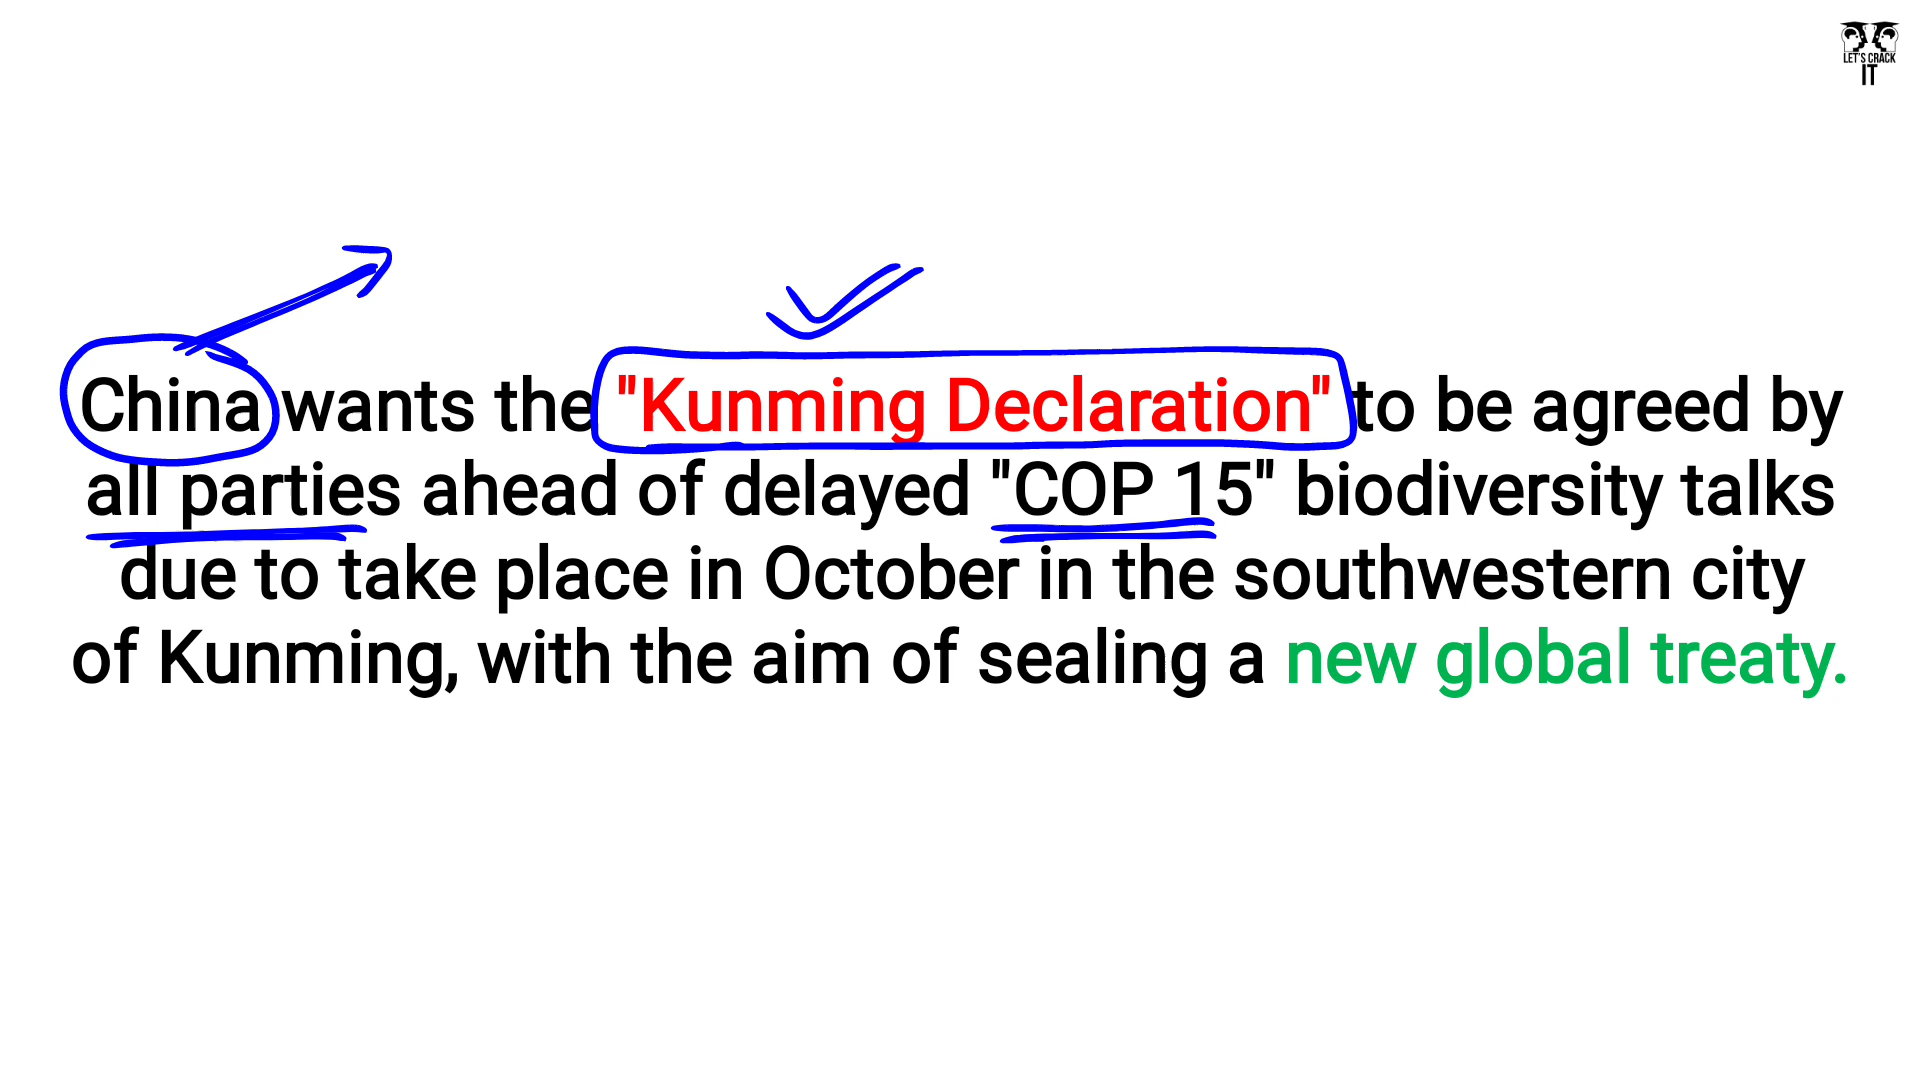 LET'S CRACK
IT
China wants the "Kunming Declaration" to be agreed by
all parties ahead of delayed "COP 15" biodiversity talks
due to take place in October in the southwestern city
of Kunming, with the aim of sealing a new global treaty.